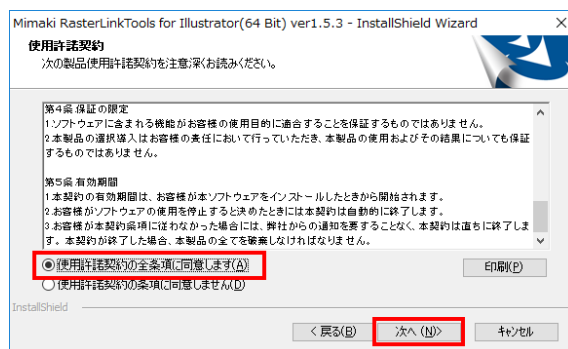 Mimaki RasterLinkTools for Illustrator(64 Bit) ver1.5.3 - InstallShield Wizard
使用許諾契約
次の製品使用許諾契約を注意深くお読みください。
第4条 保証の限定
1.ソフトウェアに含まれる機能がお客様の使用目的に適合することを保証するものではありません。
2.本製品の選択導入はお客様の責任において行っていただき、本製品の使用およびその結果についても保証
するものではありません。
第5条 有効期間
1.本契約の有効期間は、お客様が本ソフトウェアをインストールしたときから開始されます。
2.お客様がソフトウェアの使用を停止すると決めたときには本契約は自動的に終了します。
3.お客様が本契約条項に従わなかった場合には、弊社からの通知を要することなく、本契約は直ちに終了しま
す。本契約が終了した場合、本製品の全てを破棄しなければなりません。
使用許諾契約の全条項に同意します(A)
印刷(P)
使用許諾契約の条項に同意しません(D)
InstallShield
< 戻る(B)
次へ (N)>
キャンセル